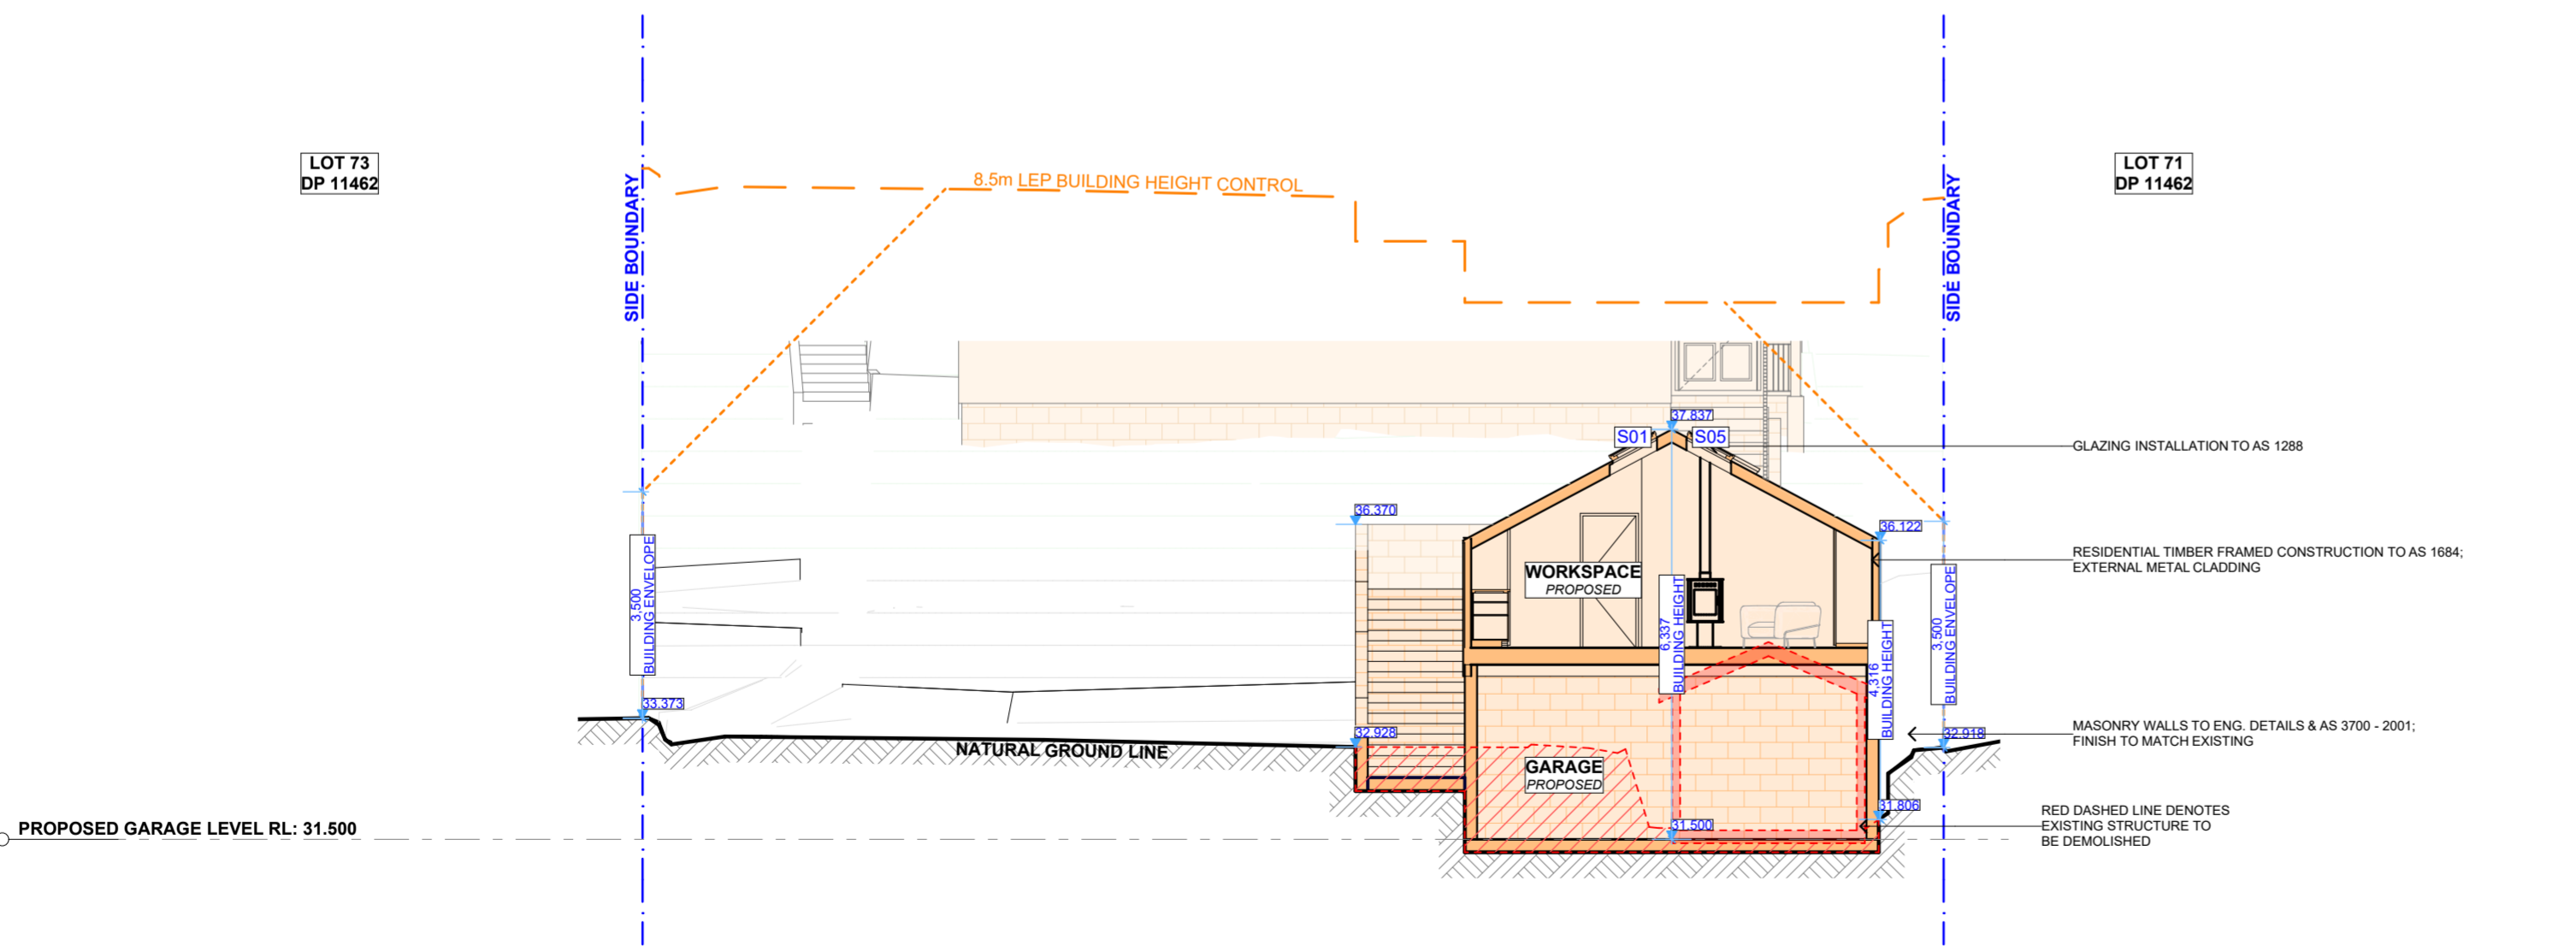 LOT 73
DP 11462
LOT 71
DP 11462
SIDE BOUNDARY
8.5m LEP BUILDING HEIGHT CONTROL
SIDE BOUNDARY
37.837
S01
S05
GLAZING INSTALLATION TO AS 1288
36.370
36.122
RESIDENTIAL TIMBER FRAMED CONSTRUCTION TO AS 1684;
EXTERNAL METAL CLADDING
WORKSPACE
PROPOSED
3,500
BUILDING ENVELOPE
6,337
BUILDING HEIGHT
4,316
BUILDING HEIGHT
3,500
BUILDING ENVELOPE
33.373
32.928
32.918
MASONRY WALLS TO ENG. DETAILS & AS 3700 - 2001;
FINISH TO MATCH EXISTING
NATURAL GROUND LINE
GARAGE
PROPOSED
31.806
RED DASHED LINE DENOTES
EXISTING STRUCTURE TO
BE DEMOLISHED
31.500
PROPOSED GARAGE LEVEL RL: 31.500